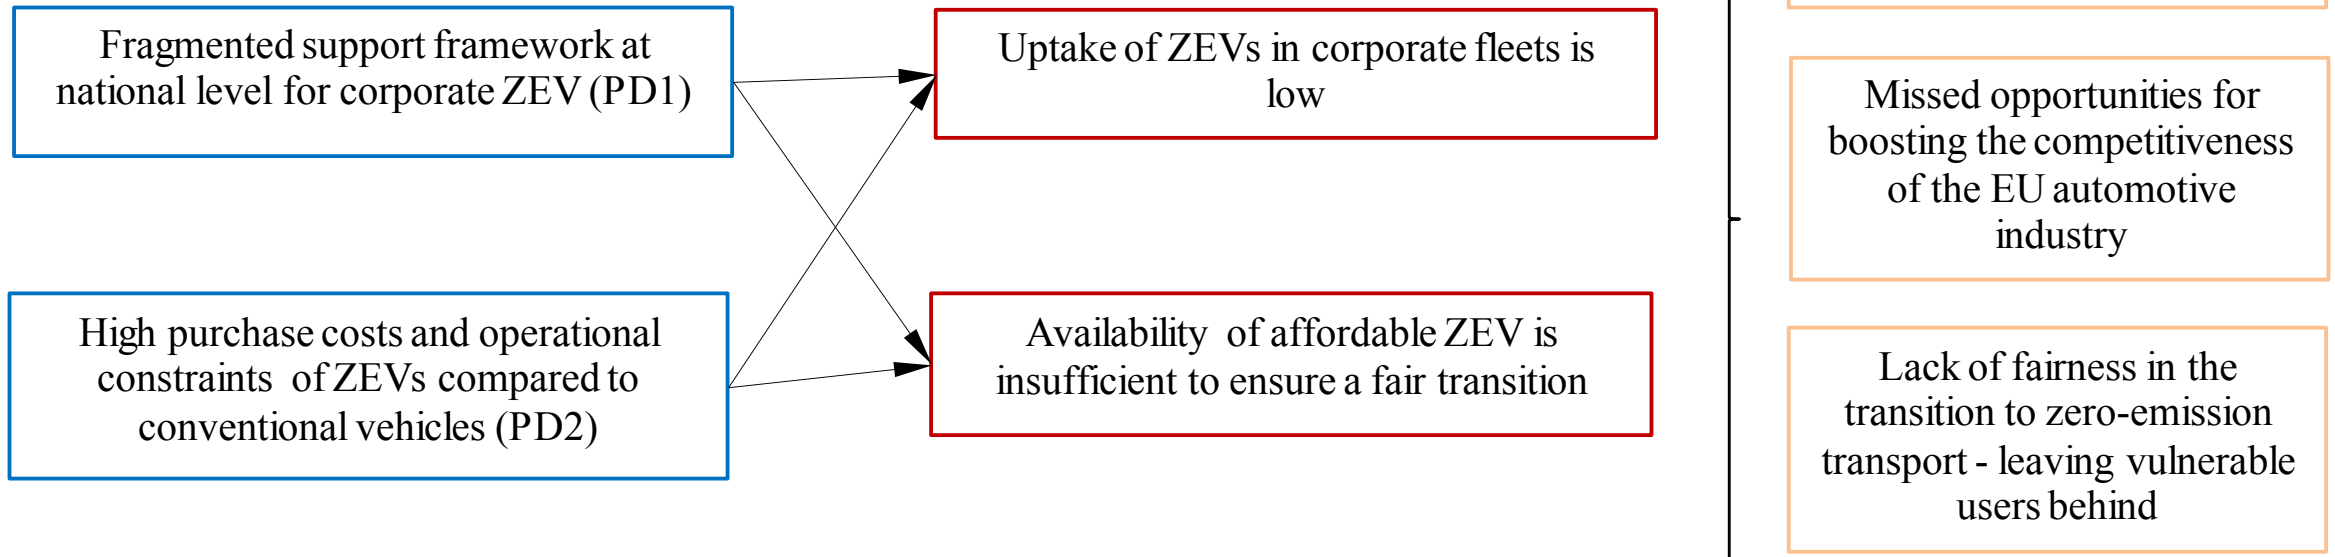 Fragmented support framework at
national level for corporate ZEV (PD1)
Uptake of ZEVs in corporate fleets is
low
Missed opportunities for
boosting the competitiveness
of the EU automotive
industry
High purchase costs and operational
constraints of ZEVs compared to
conventional vehicles (PD2)
Availability of affordable ZEV is
insufficient to ensure a fair transition
Lack of fairness in the
transition to zero-emission
transport - leaving vulnerable
users behind